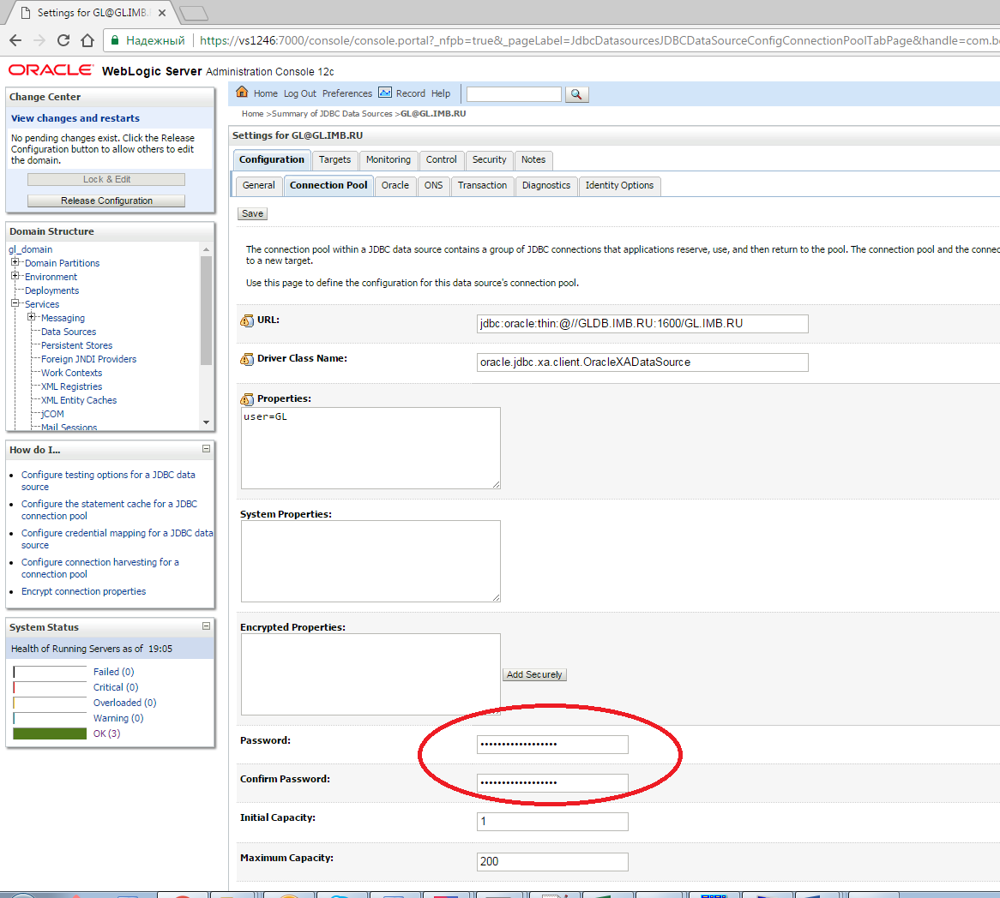 Settings for GL@GL.IMB.
Надежный https://vs1246:7000/console/console.portal?_nfpb=true&_pageLabel=JdbcDatasourcesJDBCDataSourceConfigConnectionPoolTabPage&handle=com.b
ORACLE WebLogic Server Administration Console 12c
Change Center
View changes and restarts
No pending changes exist. Click the Release
Configuration button to allow others to edit
the domain.
Lock & Edit
Release Configuration
Domain Structure
gl_domain
Domain Partitions
Environment
Deployments
Services
Messaging
Data Sources
Persistent Stores
Foreign JNDI Providers
Work Contexts
XML Registries
XML Entity Caches
jCOM
Mail Sessions
How do I...
Configure testing options for a JDBC data
source
Configure the statement cache for a JDBC
connection pool
Configure credential mapping for a JDBC data
source
Configure connection harvesting for a
connection pool
Encrypt connection properties
System Status
Health of Running Servers as of 19:05
Failed (0)
Critical (0)
Overloaded (0)
Warning (0)
OK (3)
Home Log Out Preferences Record Help
Home >Summary of JDBC Data Sources >GL@GL.IMB.RU
Settings for GL@GL.IMB.RU
Configuration Targets Monitoring Control Security Notes
General Connection Pool Oracle ONS Transaction Diagnostics Identity Options
Save
The connection pool within a JDBC data source contains a group of JDBC connections that applications reserve, use, and then return to the pool. The connection pool and the connec
to a new target.
Use this page to define the configuration for this data source's connection pool.
URL: jdbc:oracle:thin:@//GLDB.IMB.RU:1600/GL.IMB.RU
Driver Class Name: oracle.jdbc.xa.client.OracleXADataSource
Properties:
user=GL
System Properties:
Encrypted Properties:
Add Securely
Password: ••••••••••••••••••
Confirm Password: ••••••••••••••••••
Initial Capacity: 1
Maximum Capacity: 200